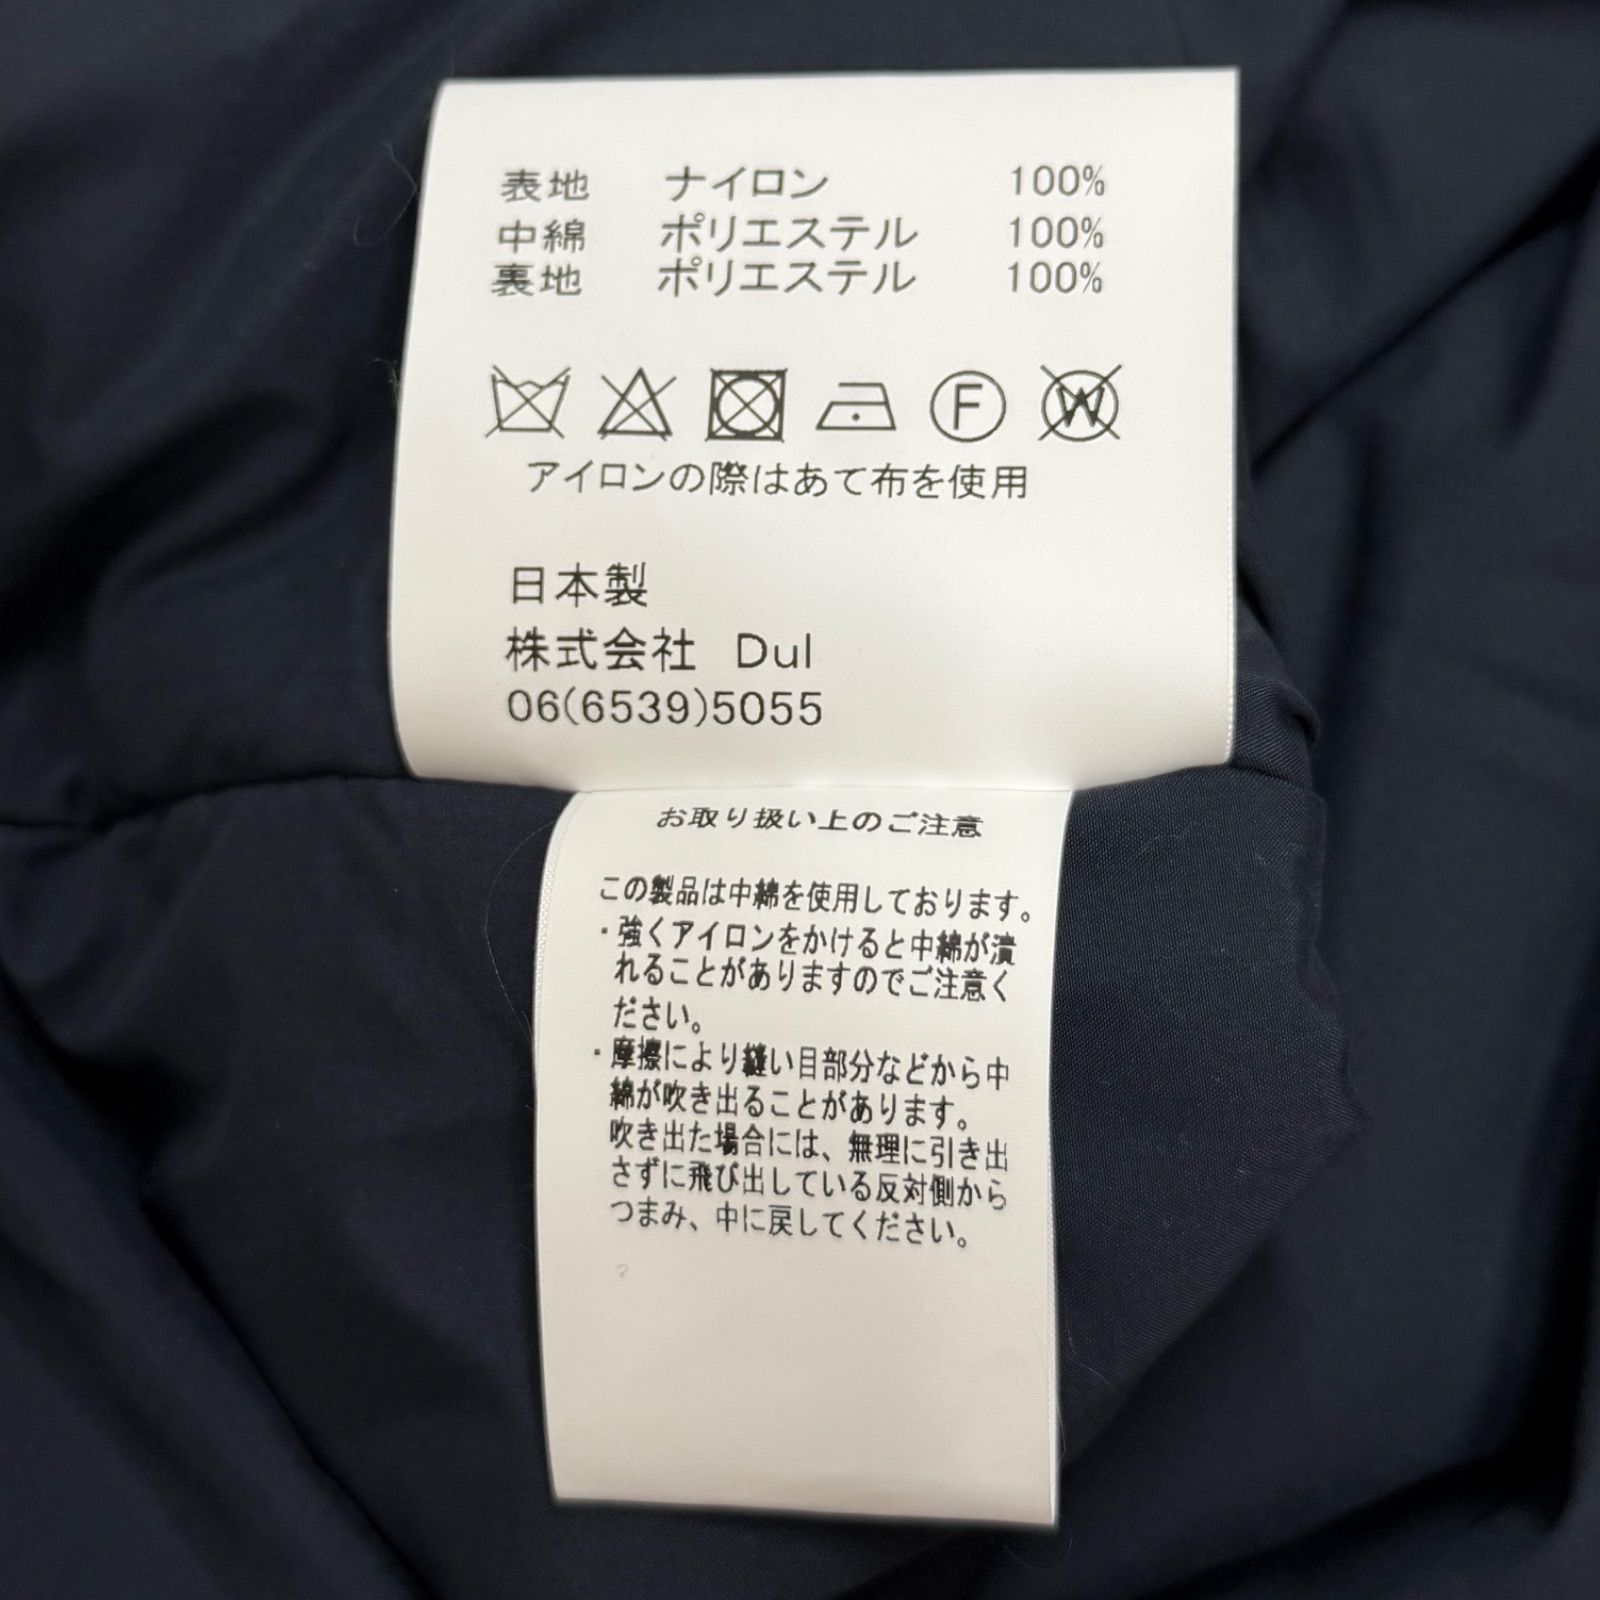 表地 ナイロン 100%
中綿 ポリエステル 100%
裏地 ポリエステル 100%
F W
アイロンの際はあて布を使用
日本製
株式会社 Dul
06(6539)5055
お取り扱い上のご注意
この製品は中綿を使用しております。
・強くアイロンをかけると中綿が潰
れることがありますのでご注意く
ださい。
・摩擦により縫い目部分などから中
綿が吹き出ることがあります。
吹き出た場合には、無理に引き出
さずに飛び出している反対側から
つまみ、中に戻してください。